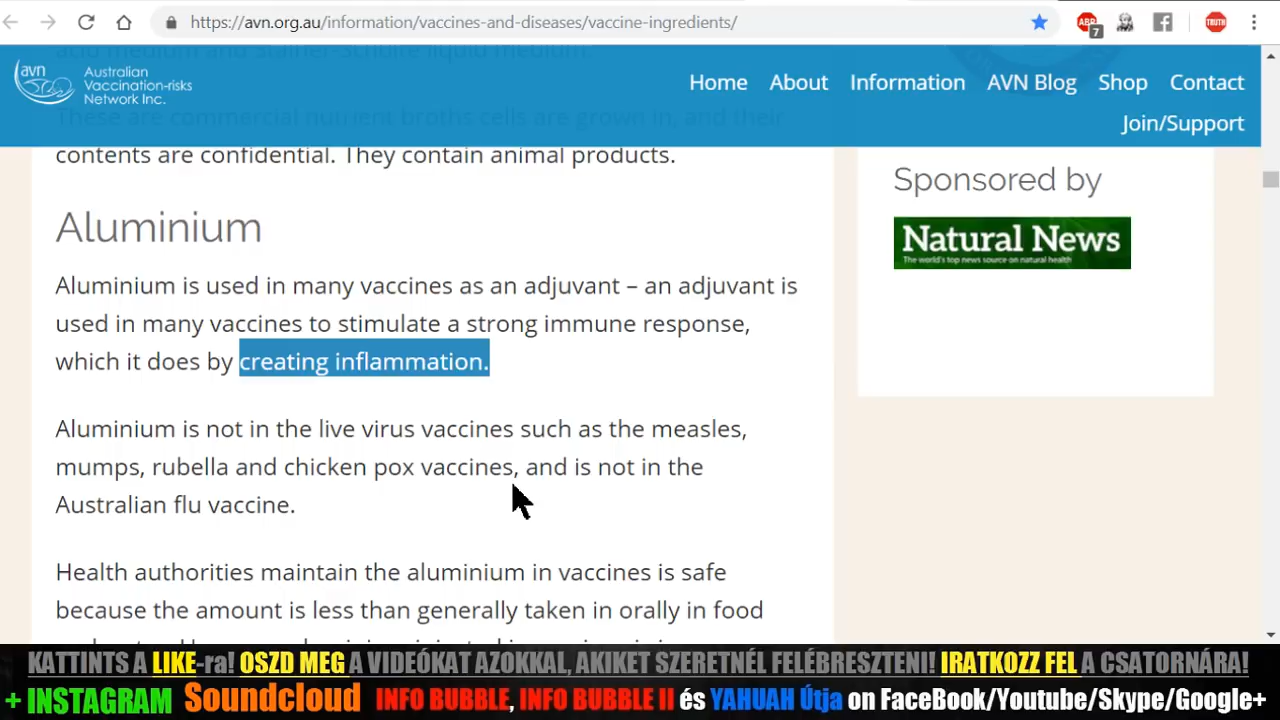 https://avn.org.au/information/vaccines-and-diseases/vaccine-ingredients/
ABP
7
TRUTH
avn
Australian
Vaccination-risks
Network Inc.
Home
About
Information
AVN Blog
Shop
Contact
Join/Support
acid medium and Stainer-Scholte liquid medium.
These are commercial nutrient broths cells are grown in, and their
contents are confidential. They contain animal products.
Sponsored by
Natural News
The world's top news source on natural health
Aluminium
Aluminium is used in many vaccines as an adjuvant – an adjuvant is
used in many vaccines to stimulate a strong immune response,
which it does by creating inflammation.
Aluminium is not in the live virus vaccines such as the measles,
mumps, rubella and chicken pox vaccines, and is not in the
Australian flu vaccine.
Health authorities maintain the aluminium in vaccines is safe
because the amount is less than generally taken in orally in food
KATTINTS A LIKE-ra! OSZD MEG A VIDEÓKAT AZOKKAL, AKIKET SZERETNÉL FELÉBRESZTENI! IRATKOZZ FEL A CSATORNÁRA!
+ INSTAGRAM Soundcloud INFO BUBBLE, INFO BUBBLE II és YAHUAH Útja on FaceBook/Youtube/Skype/Google+